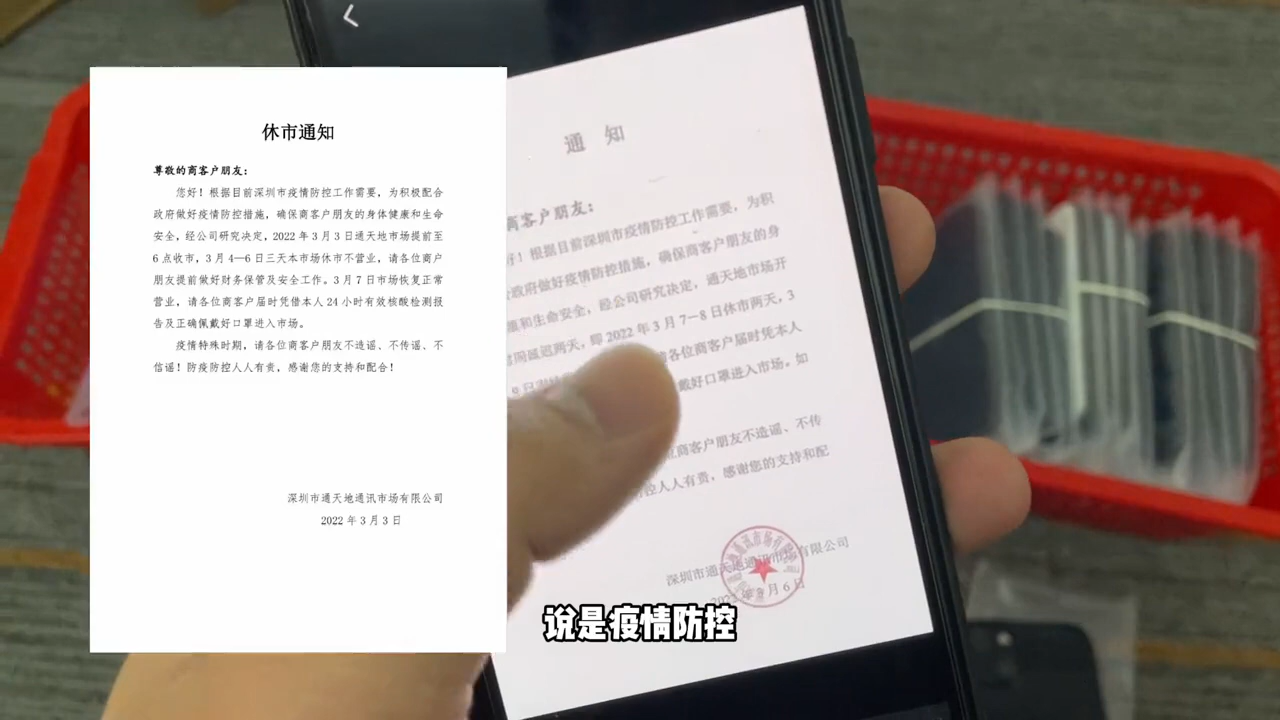 休市通知
尊敬的商客户朋友：
您好！根据目前深圳市疫情防控工作需要，为积极配合
政府做好疫情防控措施，确保商客户朋友的身体健康和生命
安全，经公司研究决定，2022年3月3日通天地市场提前至
6点收市，3月4—6日三天本市场休市不营业，请各位商户
朋友提前做好财务保管及安全工作。3月7日市场恢复正常
营业，请各位商客户届时凭借本人24小时有效核酸检测报
告及正确佩戴好口罩进入市场。
疫情特殊时期，请各位商客户朋友不造谣、不传谣、不
信谣！防疫防控人人有责，感谢您的支持和配合！
深圳市通天地通讯市场有限公司
2022年3月3日
通 知
商客户朋友：
好！根据目前深圳市疫情防控工作需要，为积
政府做好疫情防控措施，确保商客户朋友的身
和生命安全，经公司研究决定，通天地市场开
延迟两天，即2022年3月7—8日休市两天，3
各位商客户届时凭本人
戴好口罩进入市场。如
商客户朋友不造谣、不传
控人人有责，感谢您的支持和配
深圳市通天地通讯市场有限公司
月6日
说是疫情防控